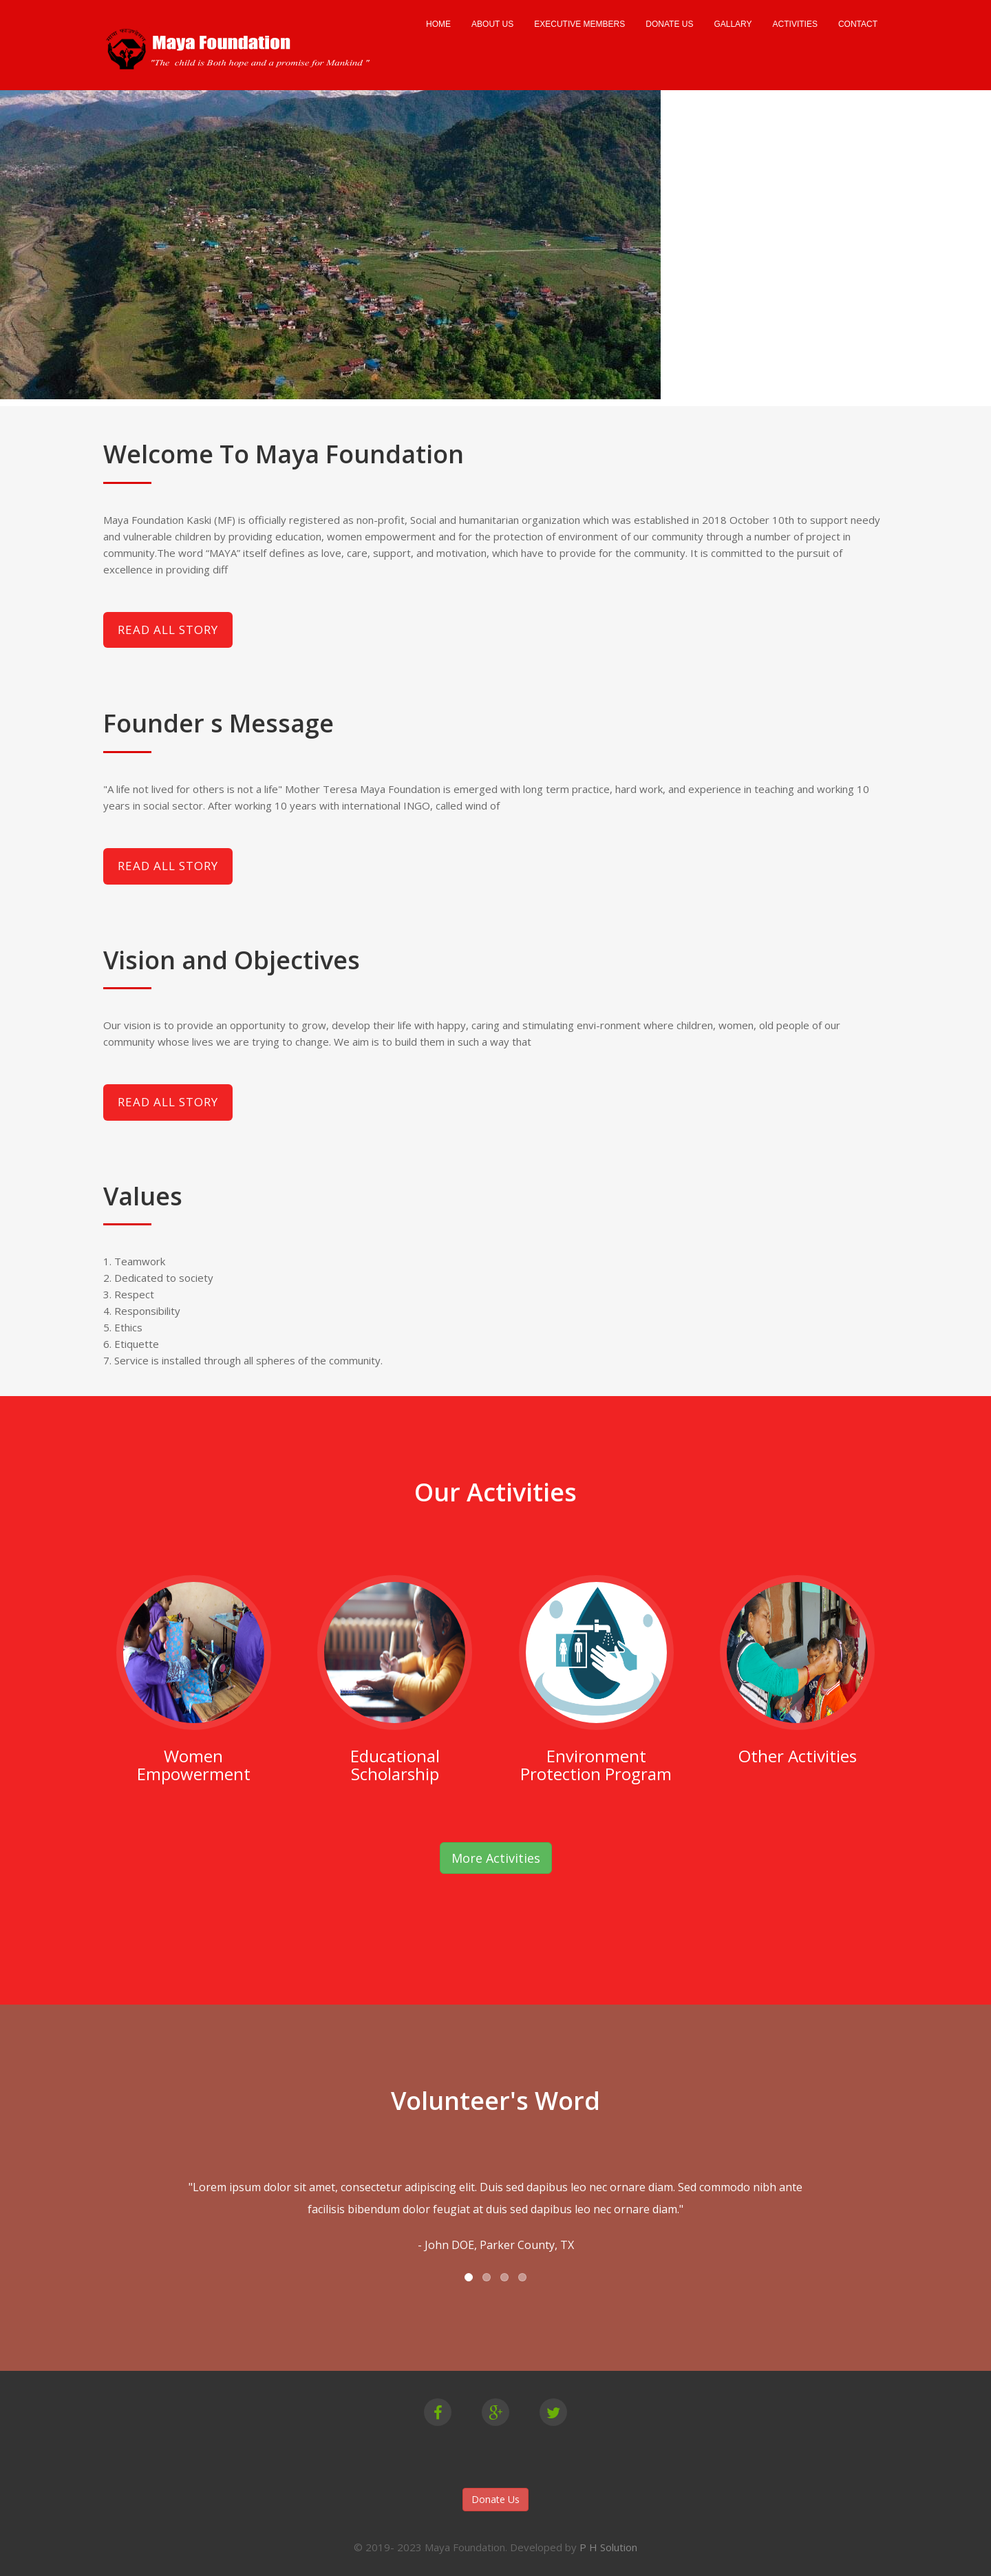 HOME ABOUT US EXECUTIVE MEMBERS DONATE US GALLARY ACTIVITIES CONTACT
Maya Foundation
"The child is Both hope and a promise for Mankind "
Welcome To Maya Foundation
Maya Foundation Kaski (MF) is officially registered as non-profit, Social and humanitarian organization which was established in 2018 October 10th to support needy
and vulnerable children by providing education, women empowerment and for the protection of environment of our community through a number of project in
community.The word “MAYA” itself defines as love, care, support, and motivation, which have to provide for the community. It is committed to the pursuit of
excellence in providing diff
READ ALL STORY
Founder s Message
"A life not lived for others is not a life" Mother Teresa Maya Foundation is emerged with long term practice, hard work, and experience in teaching and working 10
years in social sector. After working 10 years with international INGO, called wind of
READ ALL STORY
Vision and Objectives
Our vision is to provide an opportunity to grow, develop their life with happy, caring and stimulating envi-ronment where children, women, old people of our
community whose lives we are trying to change. We aim is to build them in such a way that
READ ALL STORY
Values
1. Teamwork
2. Dedicated to society
3. Respect
4. Responsibility
5. Ethics
6. Etiquette
7. Service is installed through all spheres of the community.
Our Activities
Women
Empowerment
Educational
Scholarship
Environment
Protection Program
Other Activities
More Activities
Volunteer's Word
"Lorem ipsum dolor sit amet, consectetur adipiscing elit. Duis sed dapibus leo nec ornare diam. Sed commodo nibh ante
facilisis bibendum dolor feugiat at duis sed dapibus leo nec ornare diam."
- John DOE, Parker County, TX
Donate Us
© 2019- 2023 Maya Foundation. Developed by P H Solution